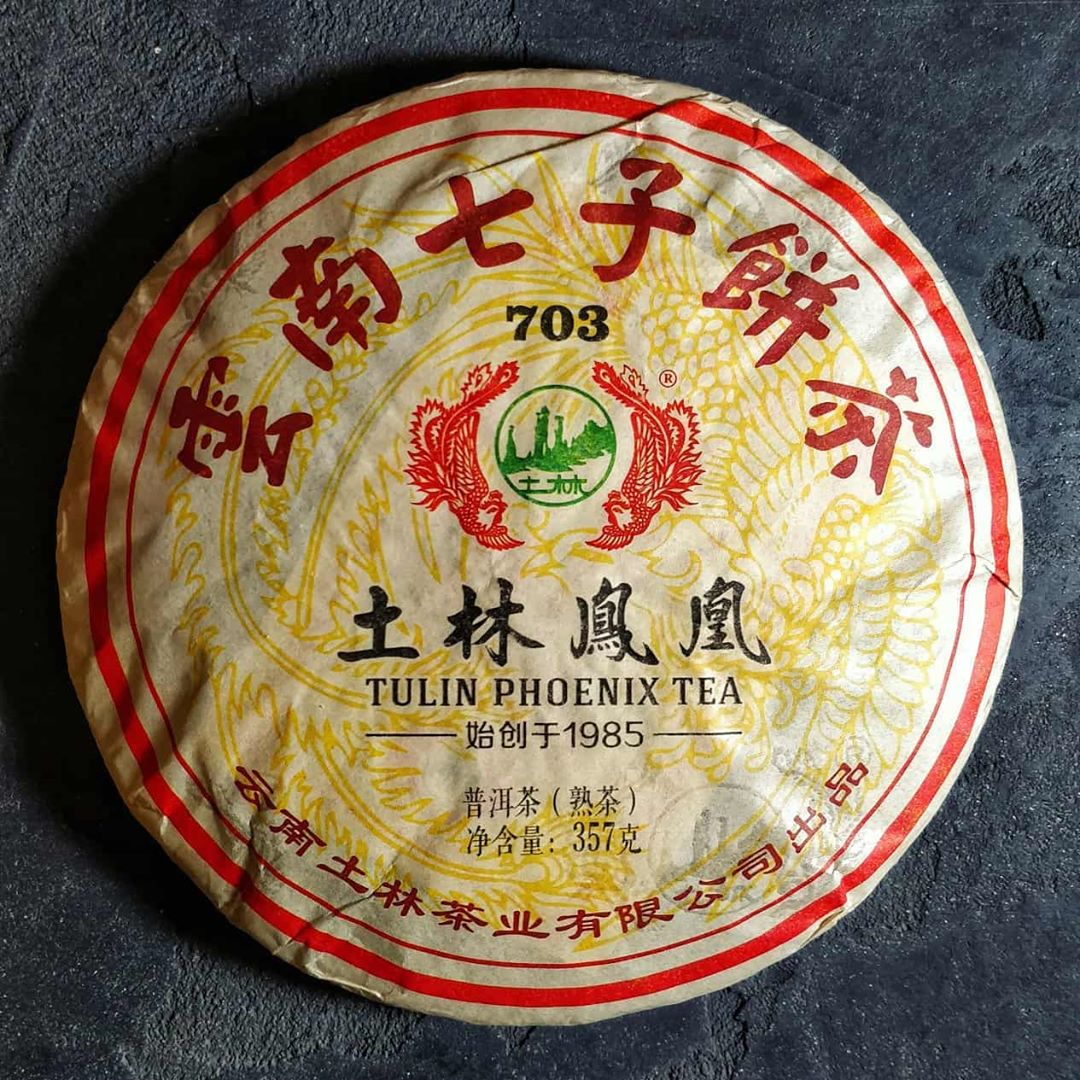 雲南七子餅茶
703
®
土林
土林鳳凰
TULIN PHOENIX TEA
始创于1985
普洱茶（熟茶）
净含量：357克
云南土林茶业有限公司出品